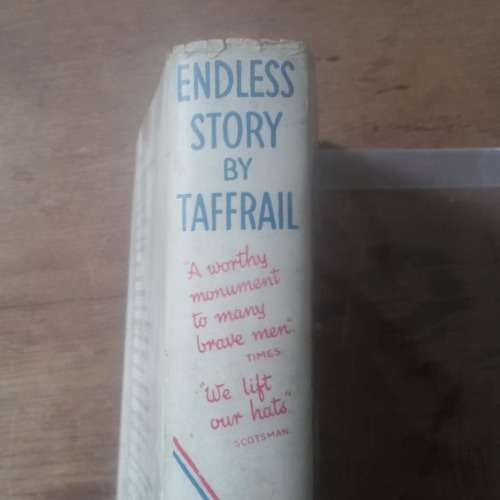 ENDLESS
STORY
BY
TAFFRAIL
"A worthy
monument
to many
brave men".
TIMES.
"We lift
our hats".
SCOTSMAN.